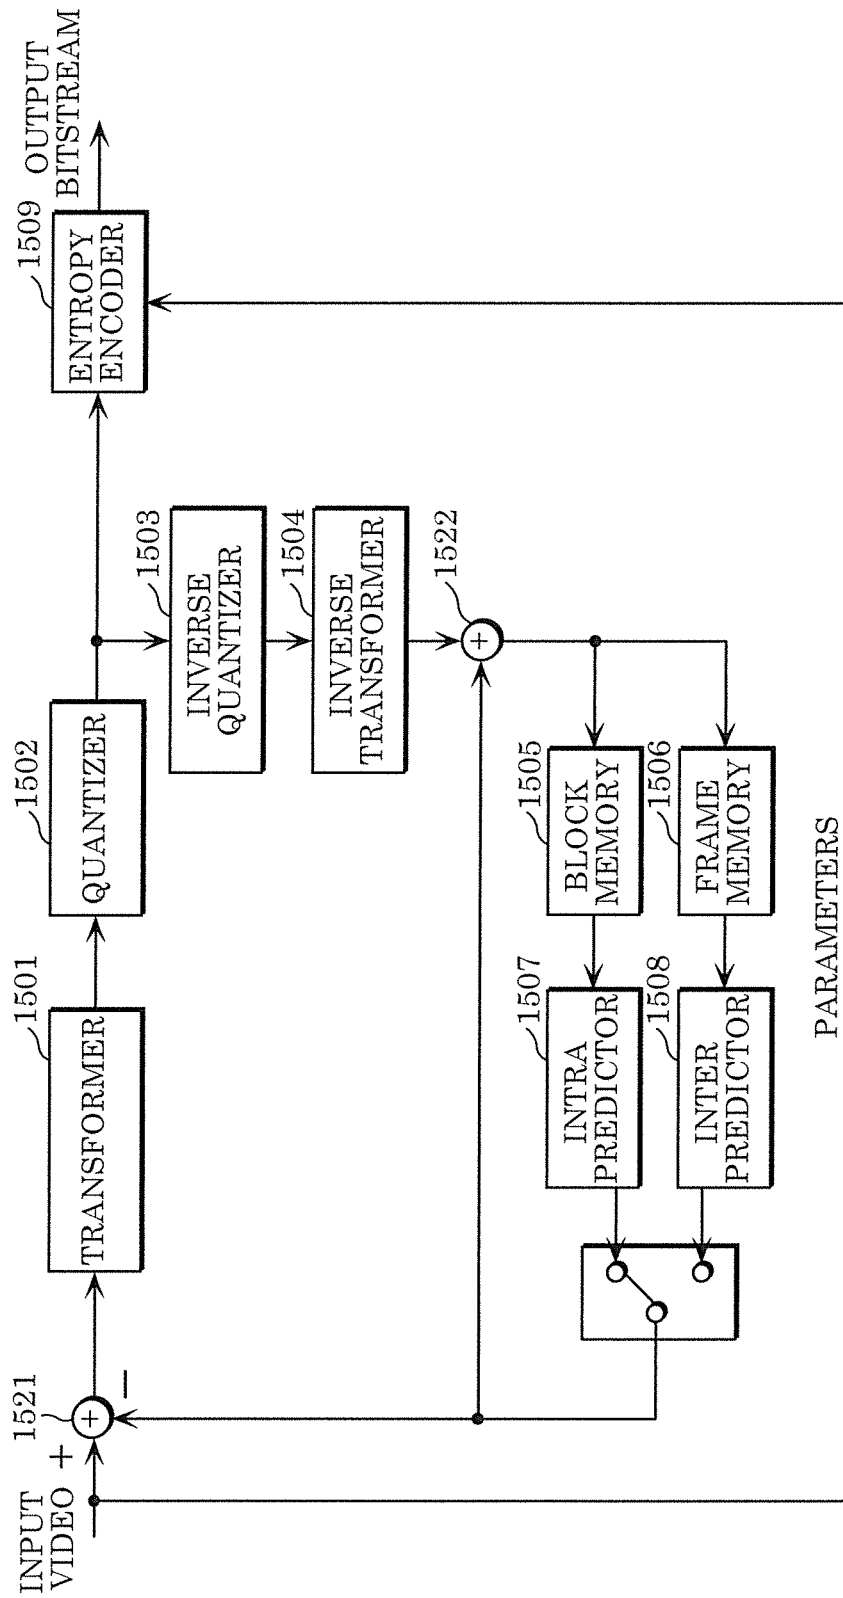 INPUT
VIDEO
+
1521
+
−
TRANSFORMER
1501
QUANTIZER
1502
ENTROPY
ENCODER
1509
OUTPUT
BITSTREAM
INVERSE
QUANTIZER
1503
INVERSE
TRANSFORMER
1504
+
1522
INTRA
PREDICTOR
1507
BLOCK
MEMORY
1505
INTER
PREDICTOR
1508
FRAME
MEMORY
1506
PARAMETERS